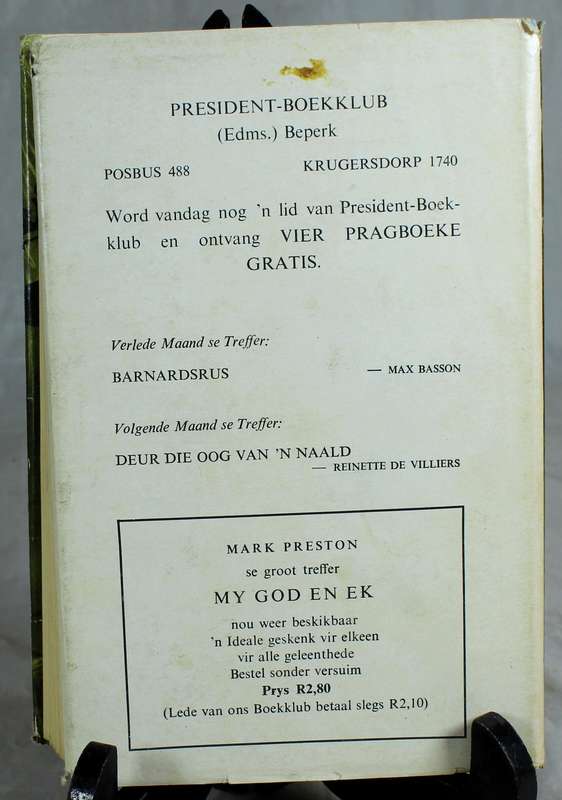 PRESIDENT-BOEKKLUB
(Edms.) Beperk
POSBUS 488 KRUGERSDORP 1740
Word vandag nog 'n lid van President-Boek-
klub en ontvang VIER PRAGBOEKE
GRATIS.
Verlede Maand se Treffer:
BARNARDSRUS — MAX BASSON
Volgende Maand se Treffer:
DEUR DIE OOG VAN 'N NAALD
— REINETTE DE VILLIERS
MARK PRESTON
se groot treffer
MY GOD EN EK
nou weer beskikbaar
'n Ideale geskenk vir elkeen
vir alle geleenthede
Bestel sonder versuim
Prys R2,80
(Lede van ons Boekklub betaal slegs R2,10)